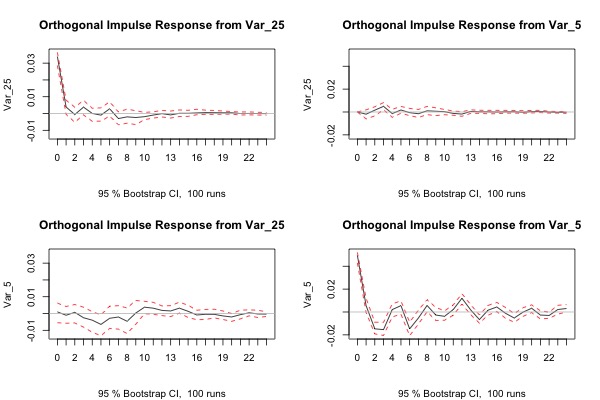 Orthogonal Impulse Response from Var_25
Var_25
0.03
0.01
-0.01
0 2 4 6 8 10 13 16 19 22
95 % Bootstrap CI, 100 runs
Orthogonal Impulse Response from Var_5
Var_25
0.02
-0.02
0 2 4 6 8 10 13 16 19 22
95 % Bootstrap CI, 100 runs
Orthogonal Impulse Response from Var_25
Var_5
0.03
0.01
-0.01
0 2 4 6 8 10 13 16 19 22
95 % Bootstrap CI, 100 runs
Orthogonal Impulse Response from Var_5
Var_5
0.02
-0.02
0 2 4 6 8 10 13 16 19 22
95 % Bootstrap CI, 100 runs